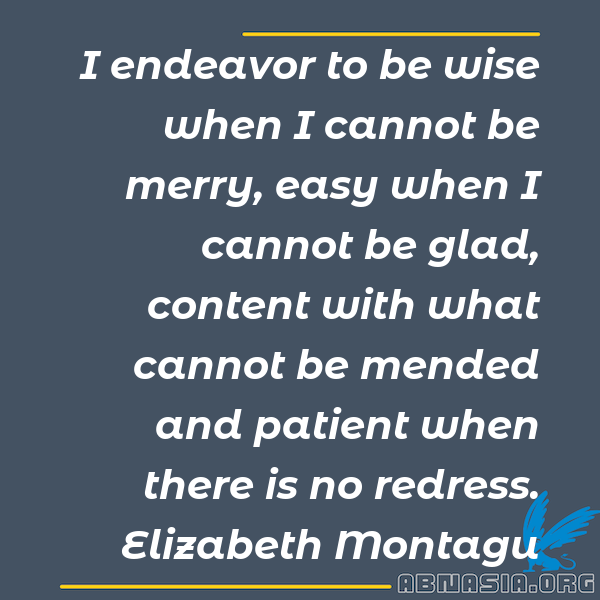 I endeavor to be wise
when I cannot be
merry, easy when I
cannot be glad,
content with what
cannot be mended
and patient when
there is no redress.
Elizabeth Montagu
ABNASIA.ORG